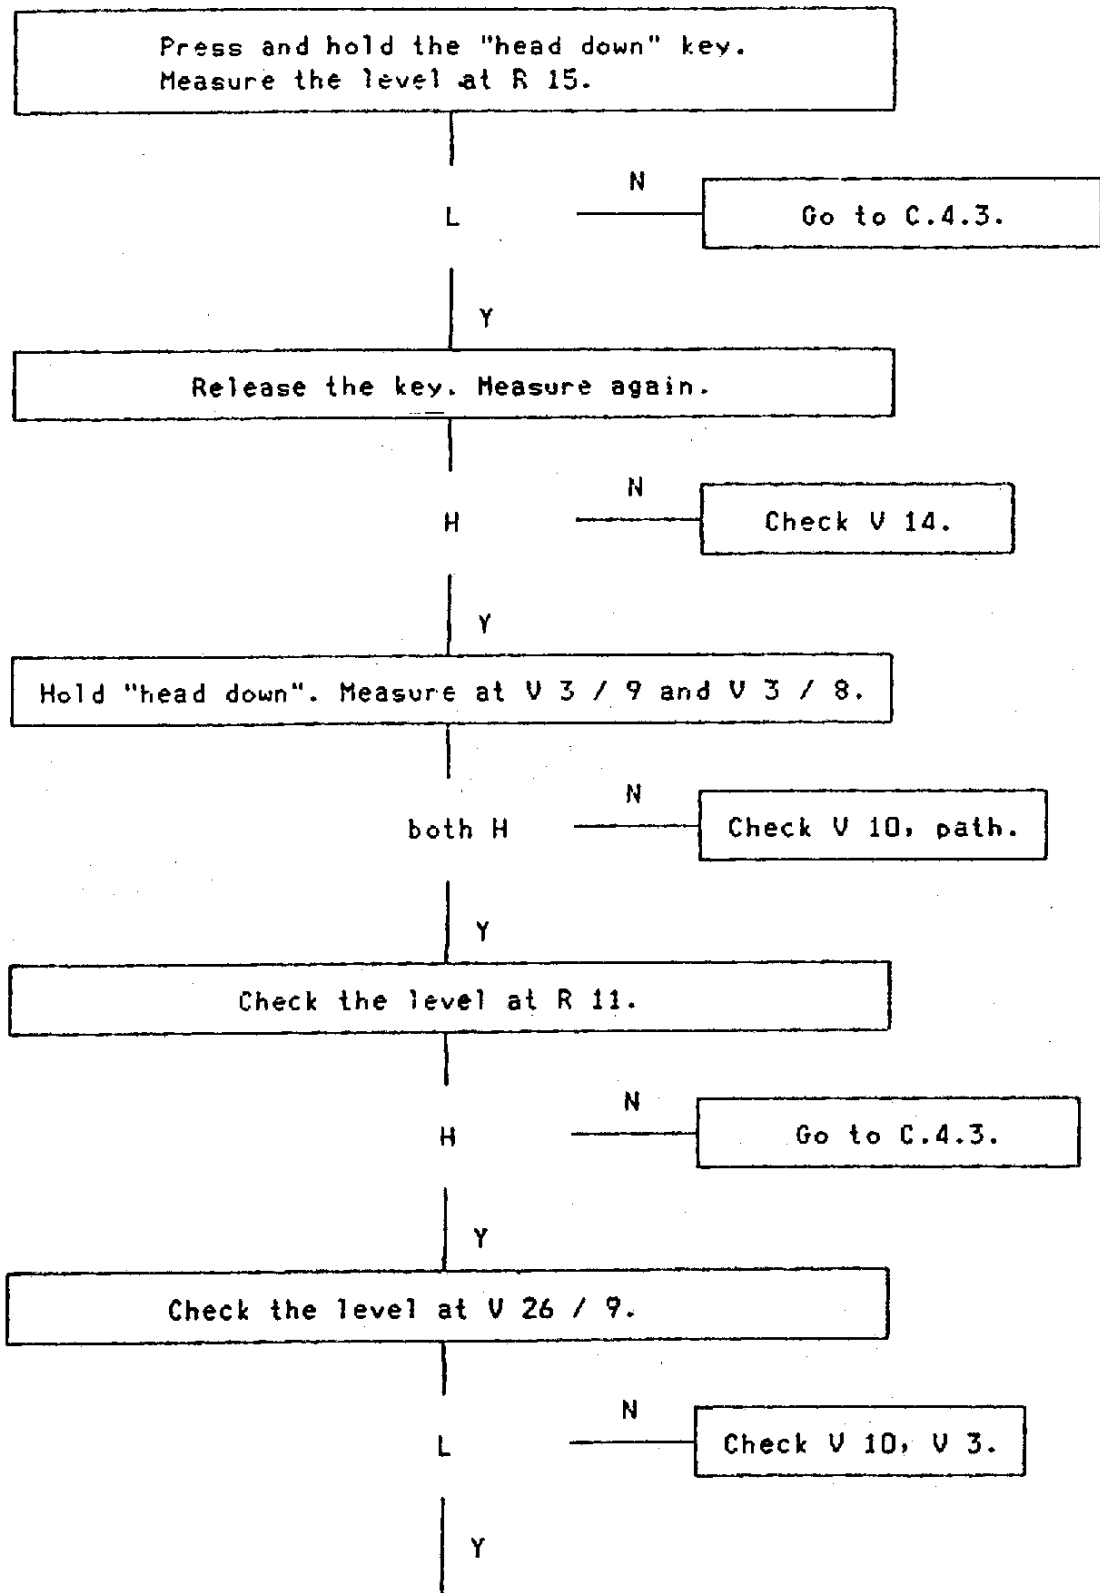 Press and hold the "head down" key.
Measure the level at R 15.
N
L
Go to C.4.3.
Y
Release the key. Measure again.
N
H
Check V 14.
Y
Hold "head down". Measure at V 3 / 9 and V 3 / 8.
N
both H
Check V 10, path.
Y
Check the level at R 11.
N
H
Go to C.4.3.
Y
Check the level at V 26 / 9.
N
L
Check V 10, V 3.
Y